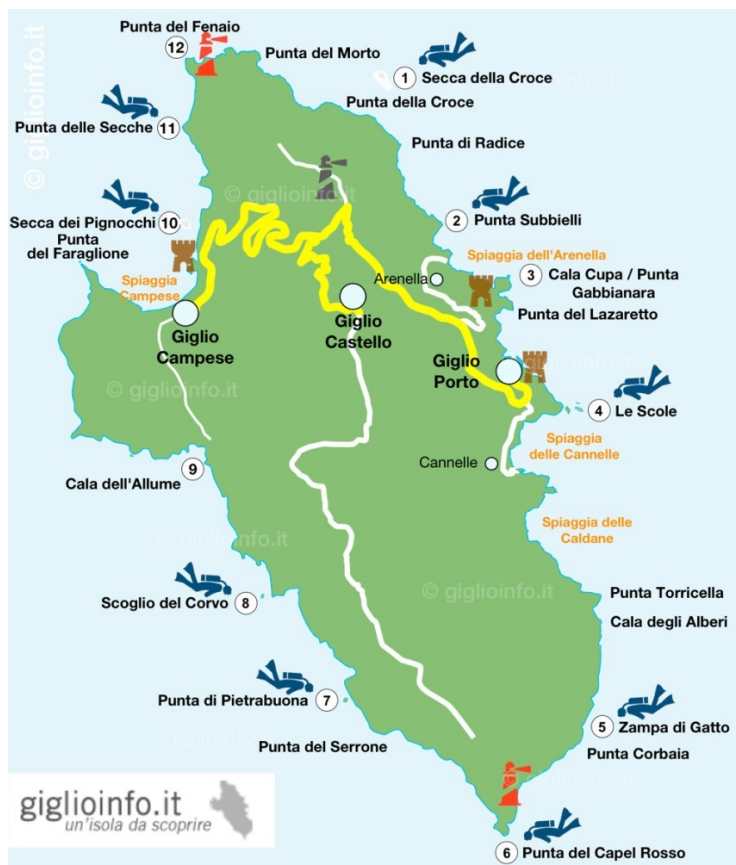 Punta del Fenaio
12
Punta del Morto
1 Secca della Croce
Punta della Croce
© giglioinfo.it
Punta delle Secche 11
Punta di Radice
© giglioinfo.it
Secca dei Pignocchi 10
Punta
del Faraglione
2 Punta Subbielli
Spiaggia dell'Arenella
Arenella
3 Cala Cupa / Punta
Gabbianara
Spiaggia
Campese
Punta del Lazaretto
Giglio
Campese
Giglio
Castello
Giglio
Porto
© giglioinfo.it
4 Le Scole
Spiaggia
delle Cannelle
Cannelle
9
Cala dell'Allume
Spiaggia delle
Caldane
giglioinfo.it
© giglioinfo.it
Scoglio del Corvo 8
Punta Torricella
Cala degli Alberi
Punta di Pietrabuona 7
5 Zampa di Gatto
Punta del Serrone
Punta Corbaia
giglioinfo.it
un'isola da scoprire
6 Punta del Capel Rosso